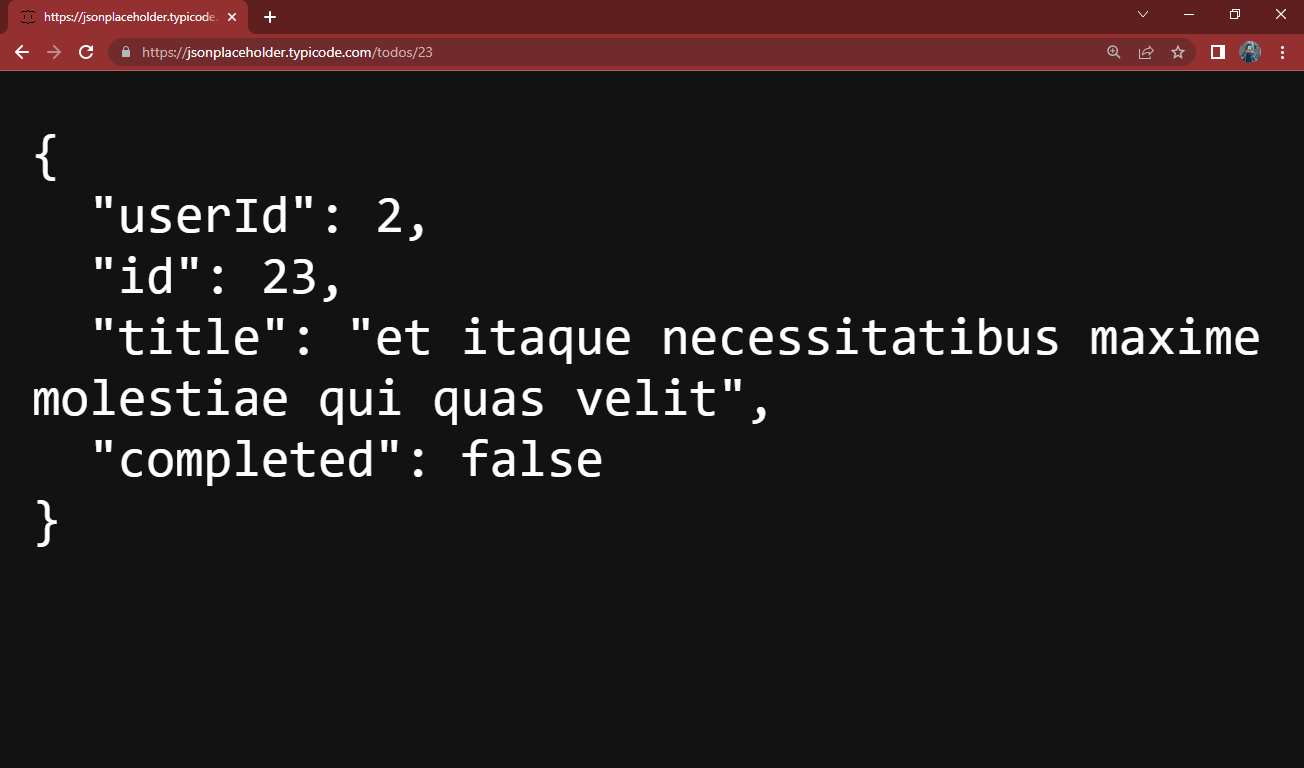 https://jsonplaceholder.typicode.
https://jsonplaceholder.typicode.com/todos/23
{
"userId": 2,
"id": 23,
"title": "et itaque necessitatibus maxime
molestiae qui quas velit",
"completed": false
}